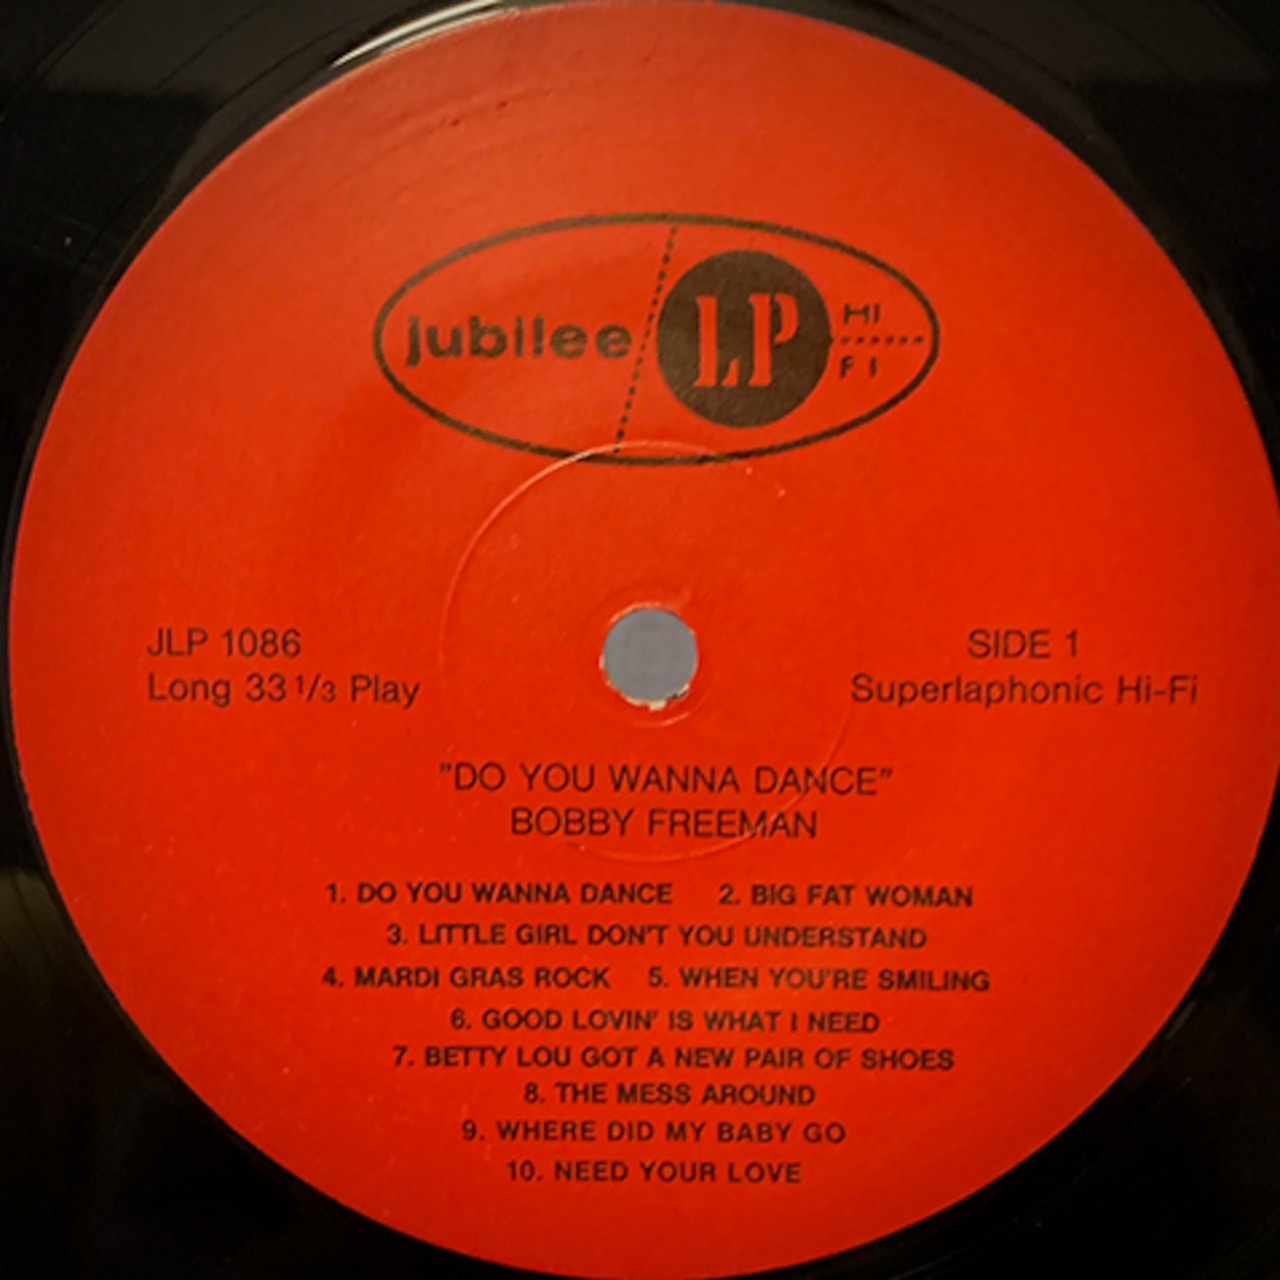 jubilee LP HI
FI
JLP 1086
Long 33 1/3 Play
SIDE 1
Superlaphonic Hi-Fi
"DO YOU WANNA DANCE"
BOBBY FREEMAN
1. DO YOU WANNA DANCE 2. BIG FAT WOMAN
3. LITTLE GIRL DON'T YOU UNDERSTAND
4. MARDI GRAS ROCK 5. WHEN YOU'RE SMILING
6. GOOD LOVIN' IS WHAT I NEED
7. BETTY LOU GOT A NEW PAIR OF SHOES
8. THE MESS AROUND
9. WHERE DID MY BABY GO
10. NEED YOUR LOVE